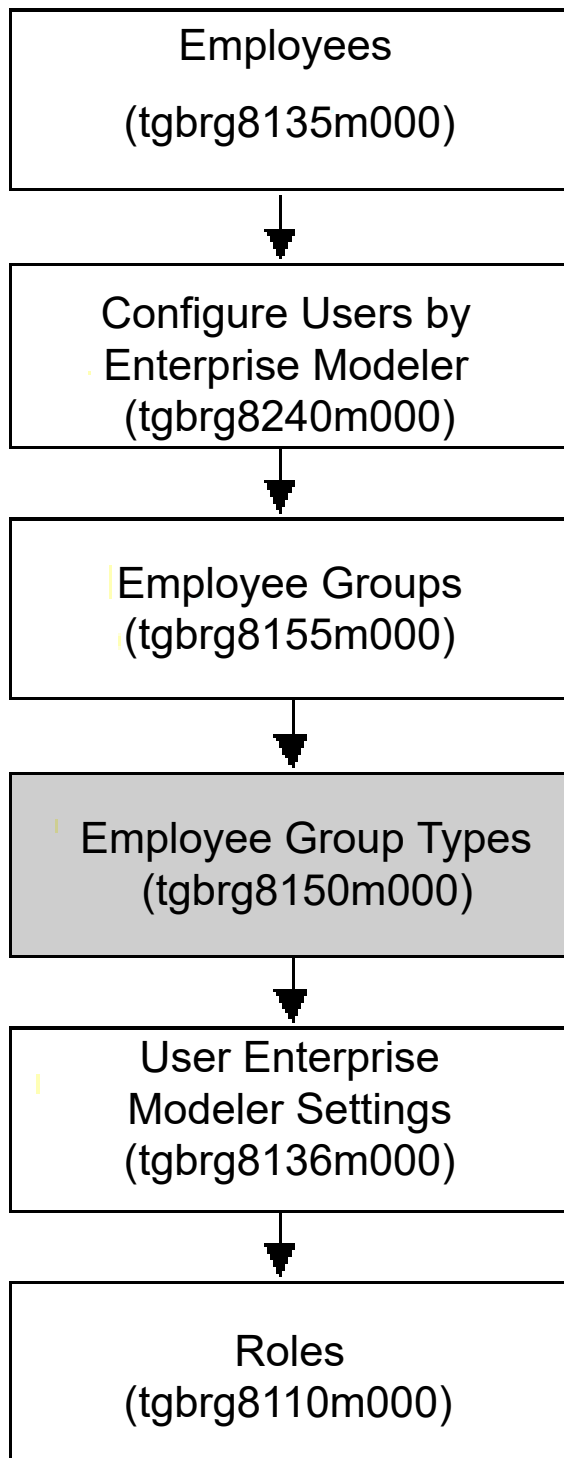 Employees
(tgbrg8135m000)
Configure Users by
Enterprise Modeler
(tgbrg8240m000)
Employee Groups
(tgbrg8155m000)
Employee Group Types
(tgbrg8150m000)
User Enterprise
Modeler Settings
(tgbrg8136m000)
Roles
(tgbrg8110m000)